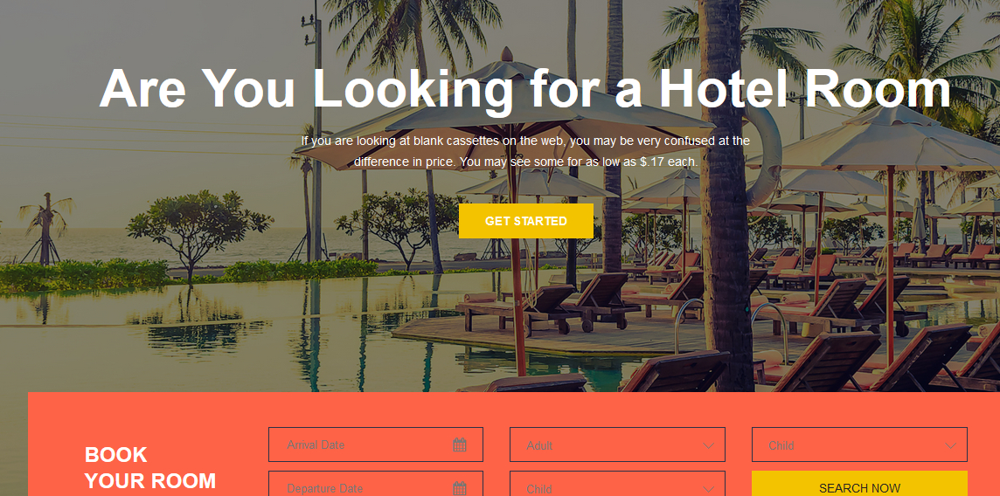 Are You Looking for a Hotel Room
If you are looking at blank cassettes on the web, you may be very confused at the
difference in price. You may see some for as low as $.17 each.
GET STARTED
BOOK
YOUR ROOM
Arrival Date
Adult
Child
Departure Date
Child
SEARCH NOW